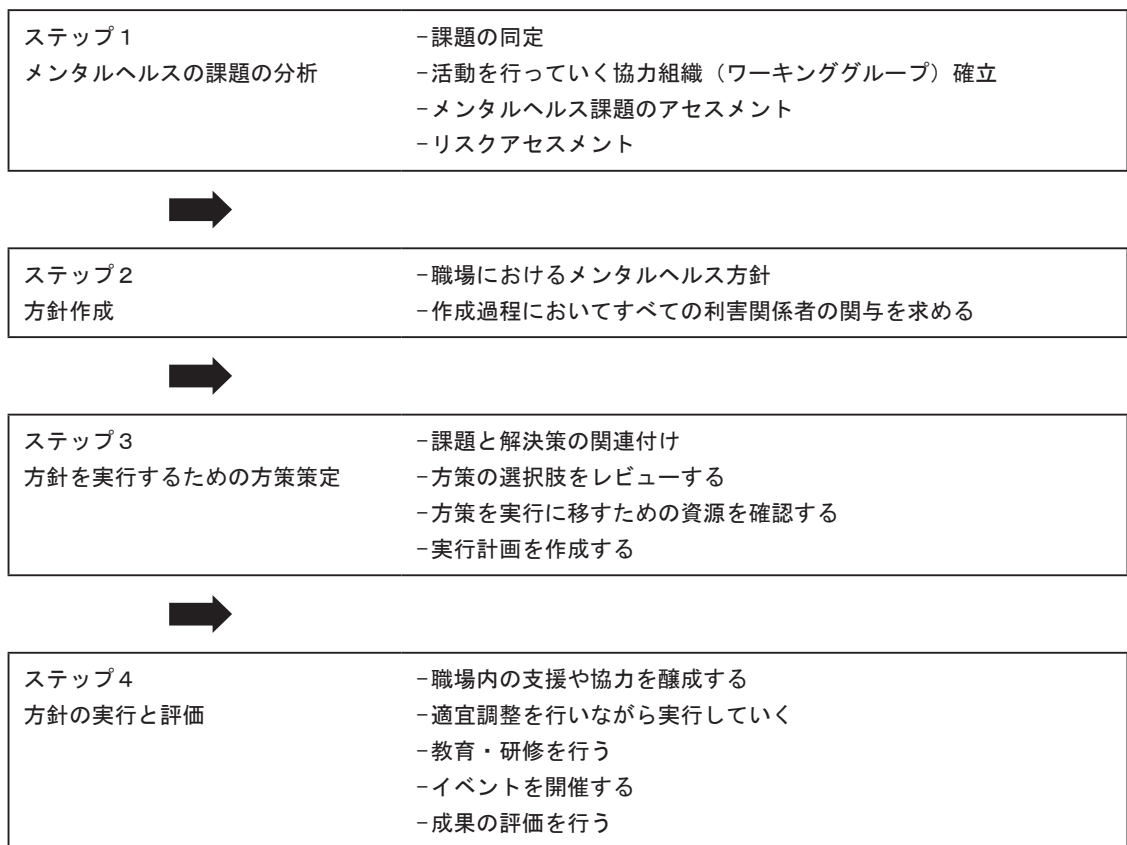 ステップ１
メンタルヘルスの課題の分析
−課題の同定
−活動を行っていく協力組織（ワーキンググループ）確立
−メンタルヘルス課題のアセスメント
−リスクアセスメント
ステップ２
方針作成
−職場におけるメンタルヘルス方針
−作成過程においてすべての利害関係者の関与を求める
ステップ３
方針を実行するための方策策定
−課題と解決策の関連付け
−方策の選択肢をレビューする
−方策を実行に移すための資源を確認する
−実行計画を作成する
ステップ４
方針の実行と評価
−職場内の支援や協力を醸成する
−適宜調整を行いながら実行していく
−教育・研修を行う
−イベントを開催する
−成果の評価を行う